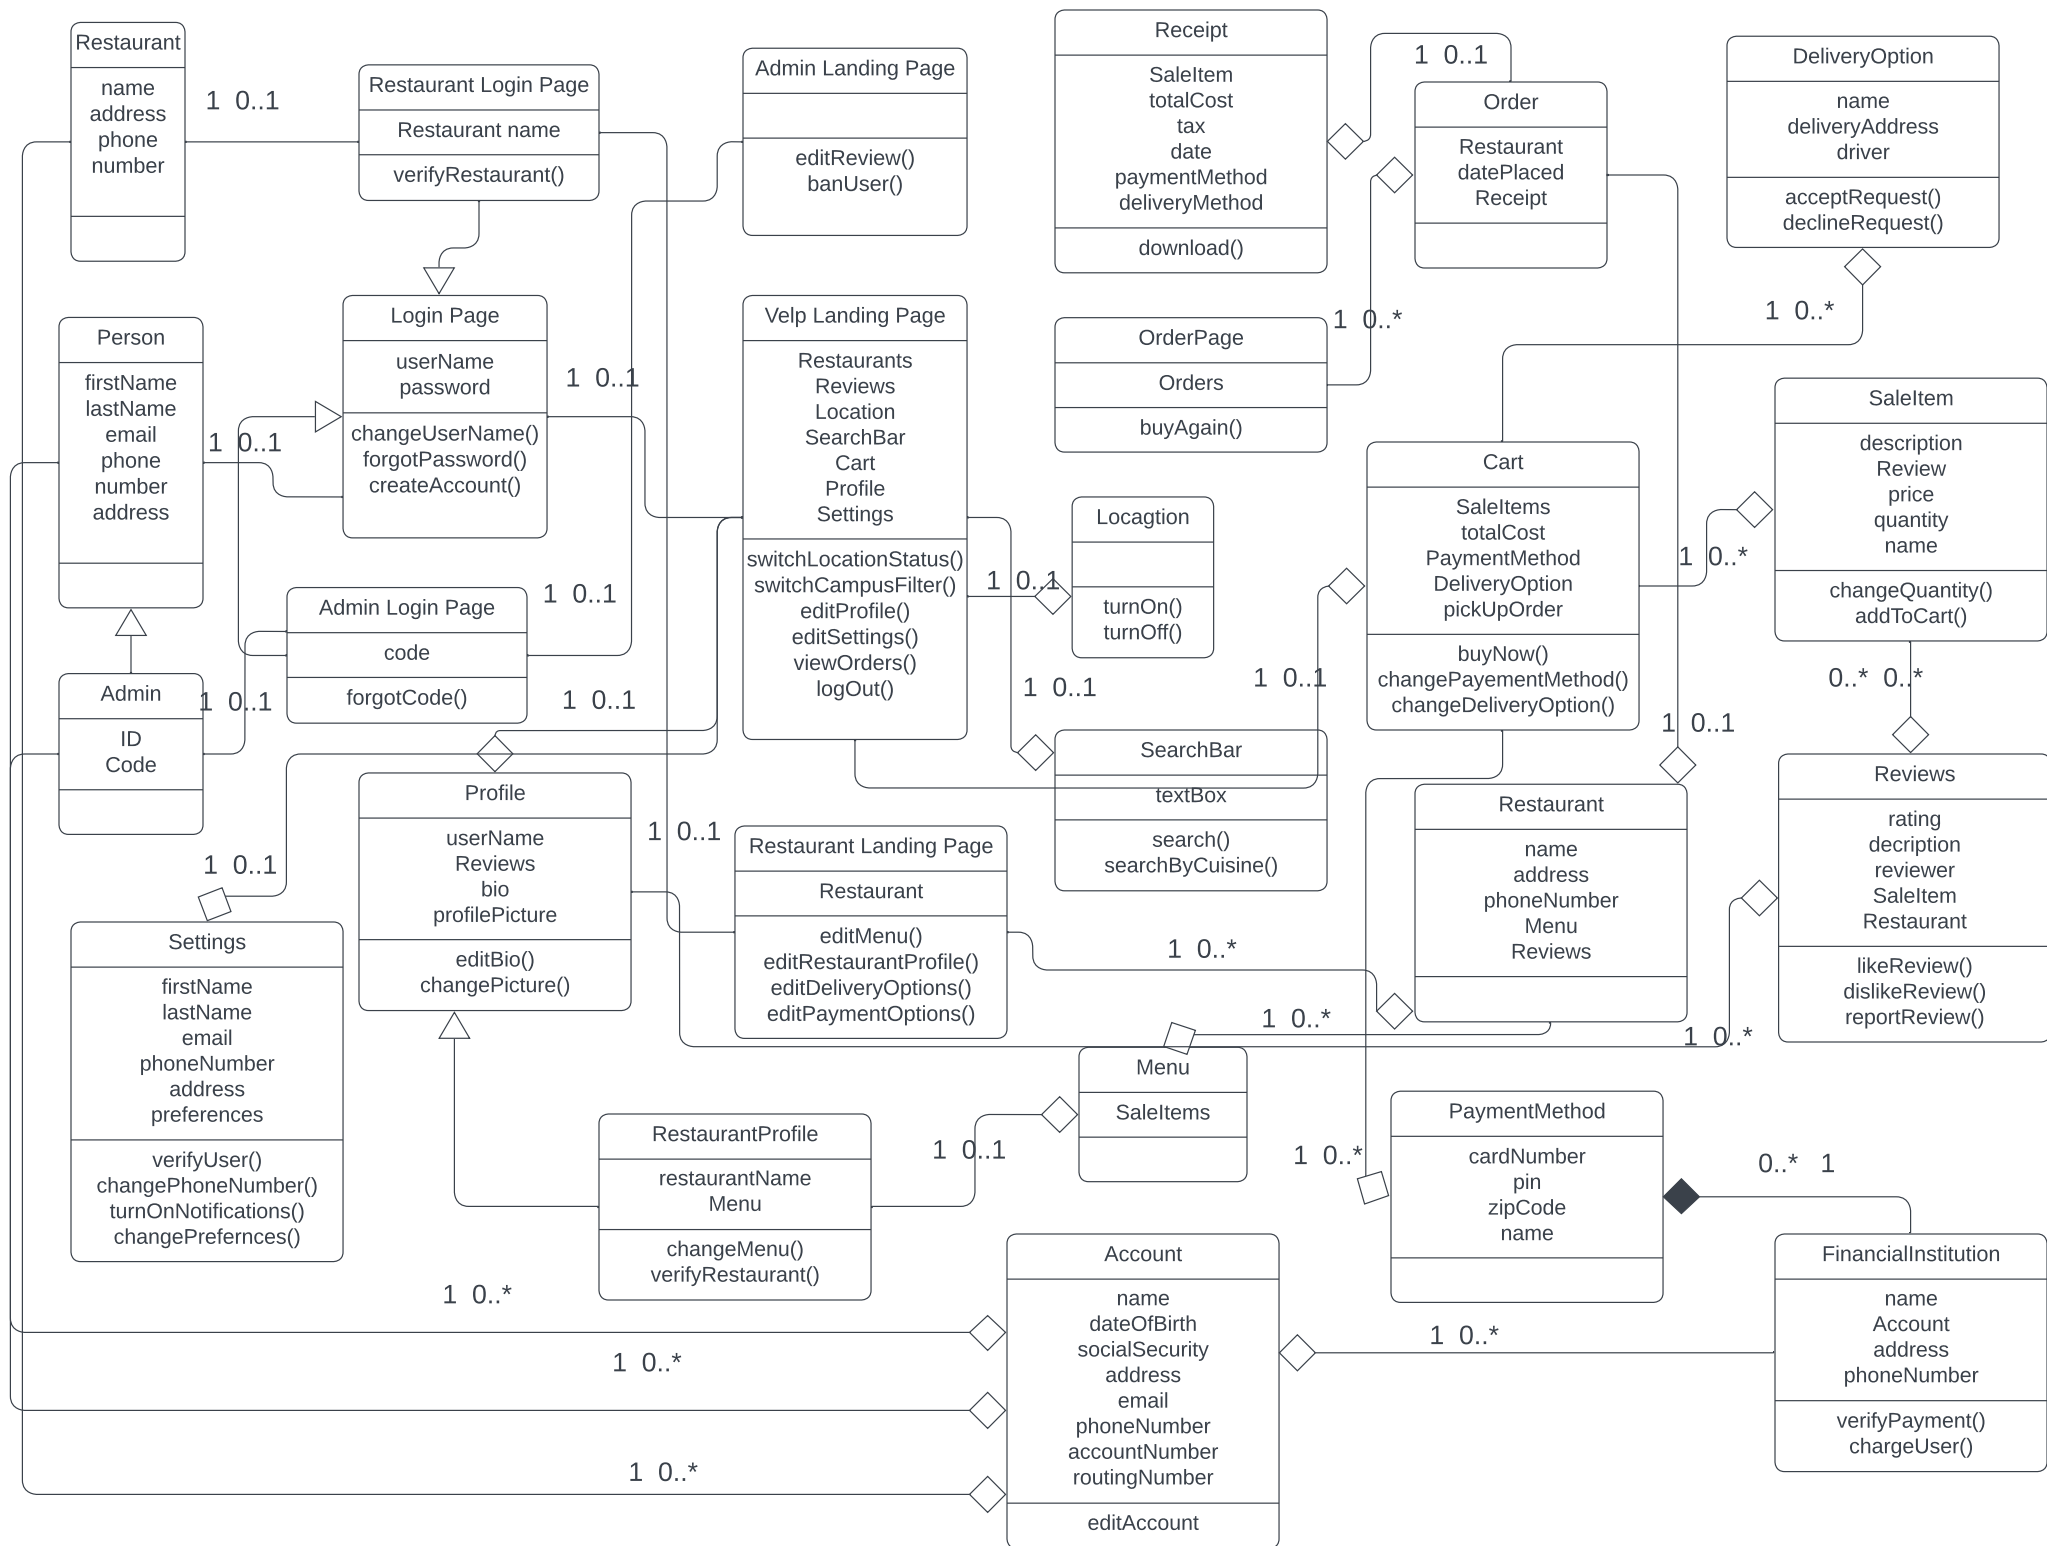 Restaurant
name
address
phone
number
1 0..1
Restaurant Login Page
Restaurant name
verifyRestaurant()
Admin Landing Page
editReview()
banUser()
Receipt
SaleItem
totalCost
tax
date
paymentMethod
deliveryMethod
download()
1 0..1
Order
Restaurant
datePlaced
Receipt
DeliveryOption
name
deliveryAddress
driver
acceptRequest()
declineRequest()
1 0..*
Person
firstName
lastName
email
phone
number
address
1 0..1
Login Page
userName
password
changeUserName()
forgotPassword()
createAccount()
1 0..1
Velp Landing Page
Restaurants
Reviews
Location
SearchBar
Cart
Profile
Settings
switchLocationStatus()
switchCampusFilter()
editProfile()
editSettings()
viewOrders()
logOut()
OrderPage
Orders
buyAgain()
1 0..*
Locagtion
turnOn()
turnOff()
1 0..1
Cart
SaleItems
totalCost
PaymentMethod
DeliveryOption
pickUpOrder
buyNow()
changePayementMethod()
changeDeliveryOption()
1 0..*
SaleItem
description
Review
price
quantity
name
changeQuantity()
addToCart()
0..* 0..*
Admin Login Page
code
forgotCode()
1 0..1
Admin
ID
Code
1 0..1
1 0..1
1 0..1
1 0..1
1 0..1
SearchBar
textBox
search()
searchByCuisine()
Profile
userName
Reviews
bio
profilePicture
editBio()
changePicture()
1 0..1
Restaurant Landing Page
Restaurant
editMenu()
editRestaurantProfile()
editDeliveryOptions()
editPaymentOptions()
1 0..*
Restaurant
name
address
phoneNumber
Menu
Reviews
Reviews
rating
decription
reviewer
SaleItem
Restaurant
likeReview()
dislikeReview()
reportReview()
1 0..*
1 0..*
1 0..1
Settings
firstName
lastName
email
phoneNumber
address
preferences
verifyUser()
changePhoneNumber()
turnOnNotifications()
changePrefernces()
Menu
SaleItems
RestaurantProfile
restaurantName
Menu
changeMenu()
verifyRestaurant()
1 0..1
1 0..*
PaymentMethod
cardNumber
pin
zipCode
name
0..* 1
FinancialInstitution
name
Account
address
phoneNumber
verifyPayment()
chargeUser()
Account
name
dateOfBirth
socialSecurity
address
email
phoneNumber
accountNumber
routingNumber
editAccount
1 0..*
1 0..*
1 0..*
1 0..*